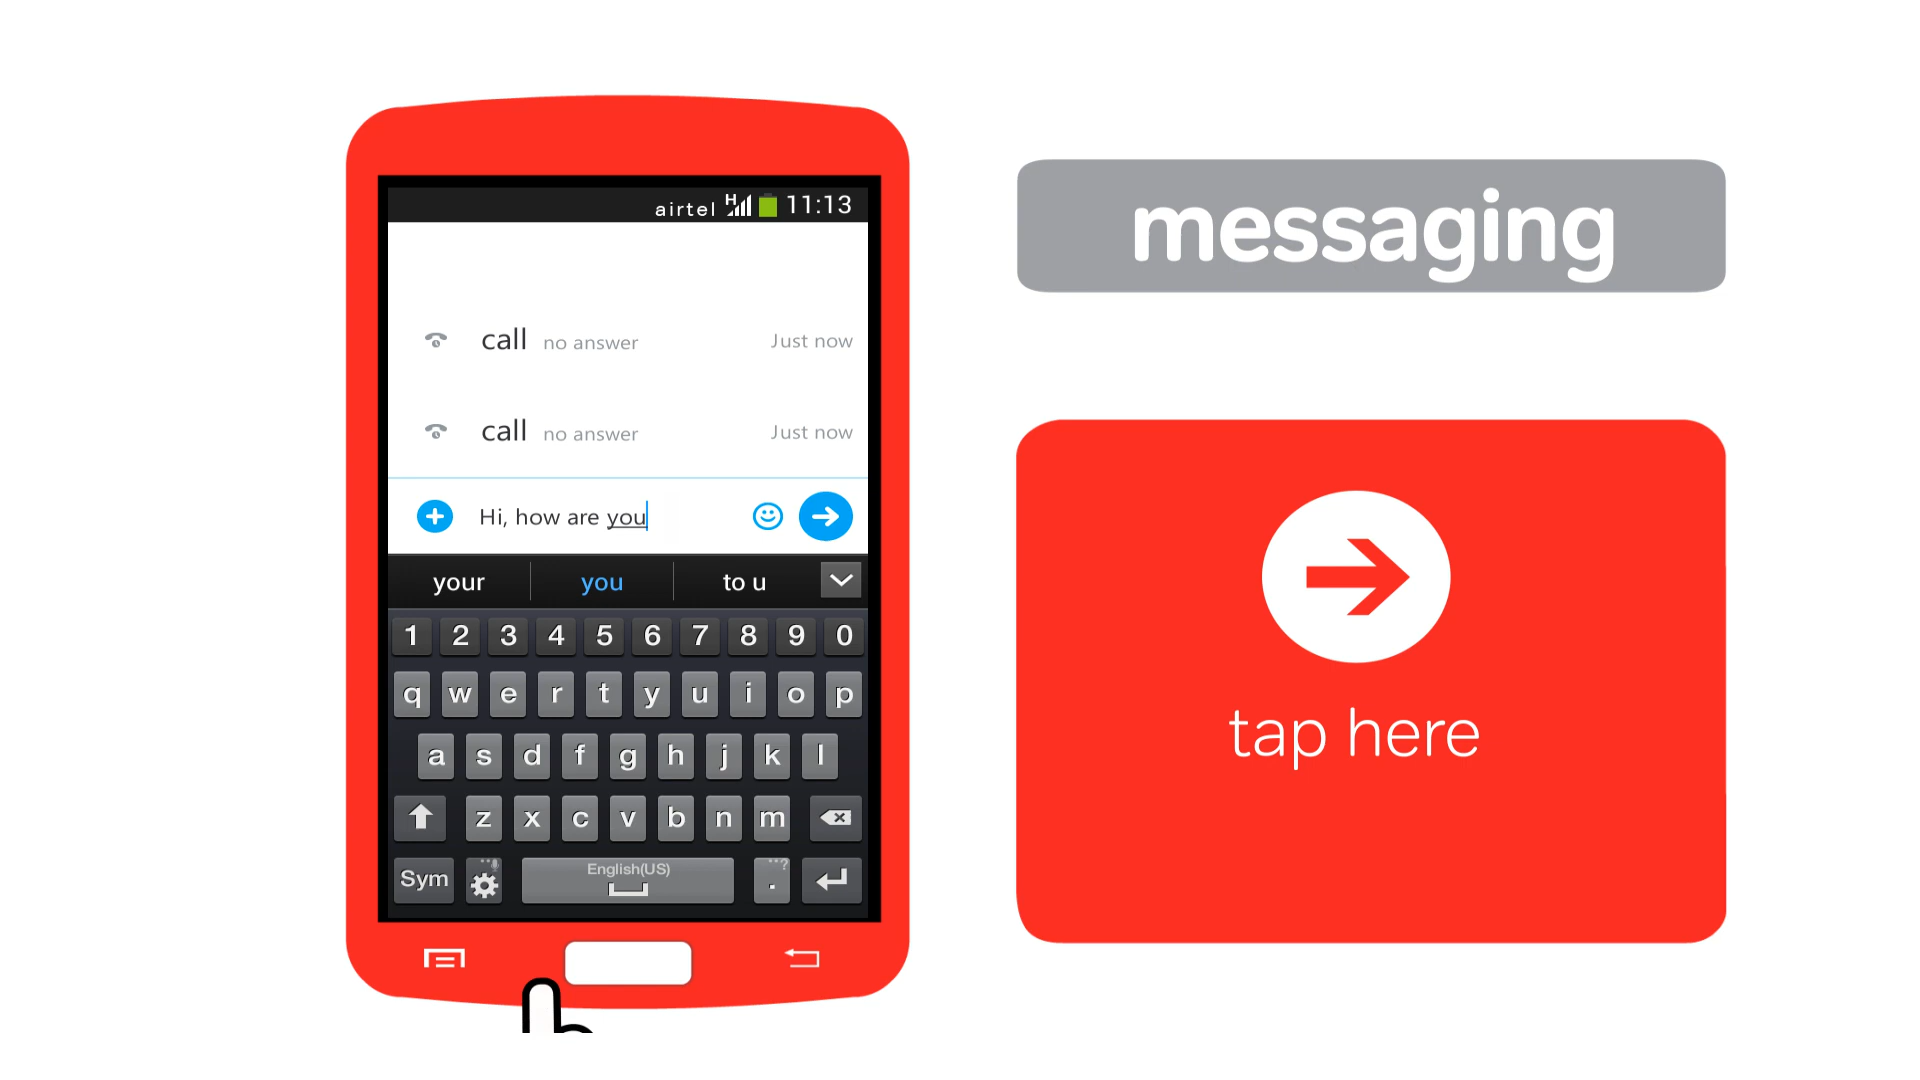 airtel H 11:13
call no answer Just now
call no answer Just now
Hi, how are you
your you to u
1 2 3 4 5 6 7 8 9 0
q w e r t y u i o p
a s d f g h j k l
z x c v b n m
Sym English(US) . ?
messaging
tap here